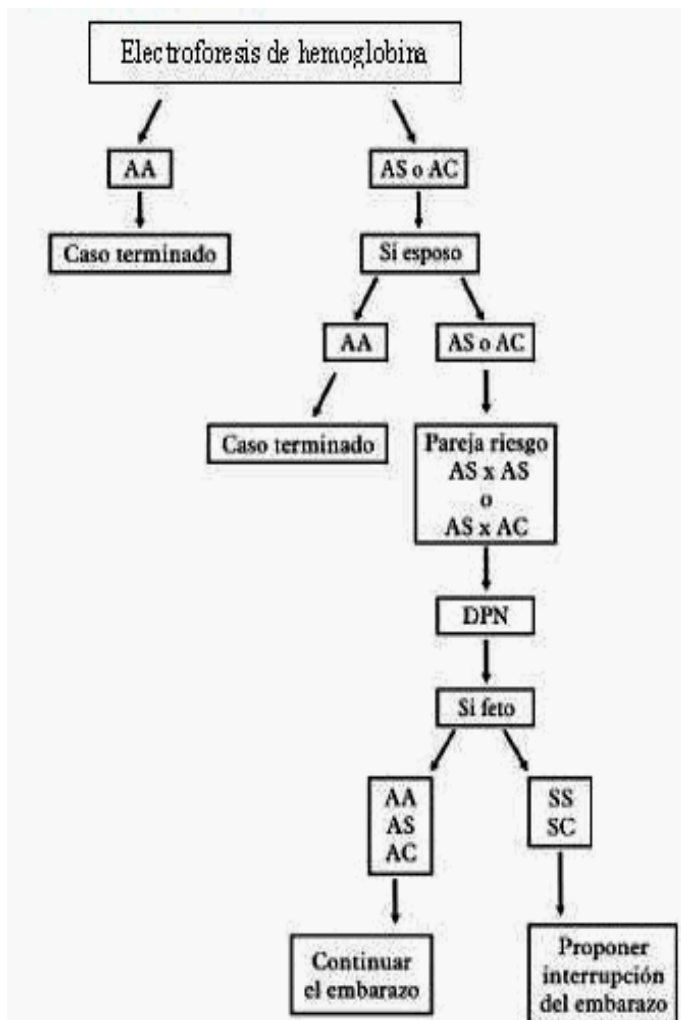 Electroforesis de hemoglobina
AA
AS o AC
Caso terminado
Si esposo
AA
AS o AC
Caso terminado
Pareja riesgo
AS x AS
o
AS x AC
DPN
Si feto
AA
AS
AC
SS
SC
Continuar
el embarazo
Proponer
interrupción
del embarazo